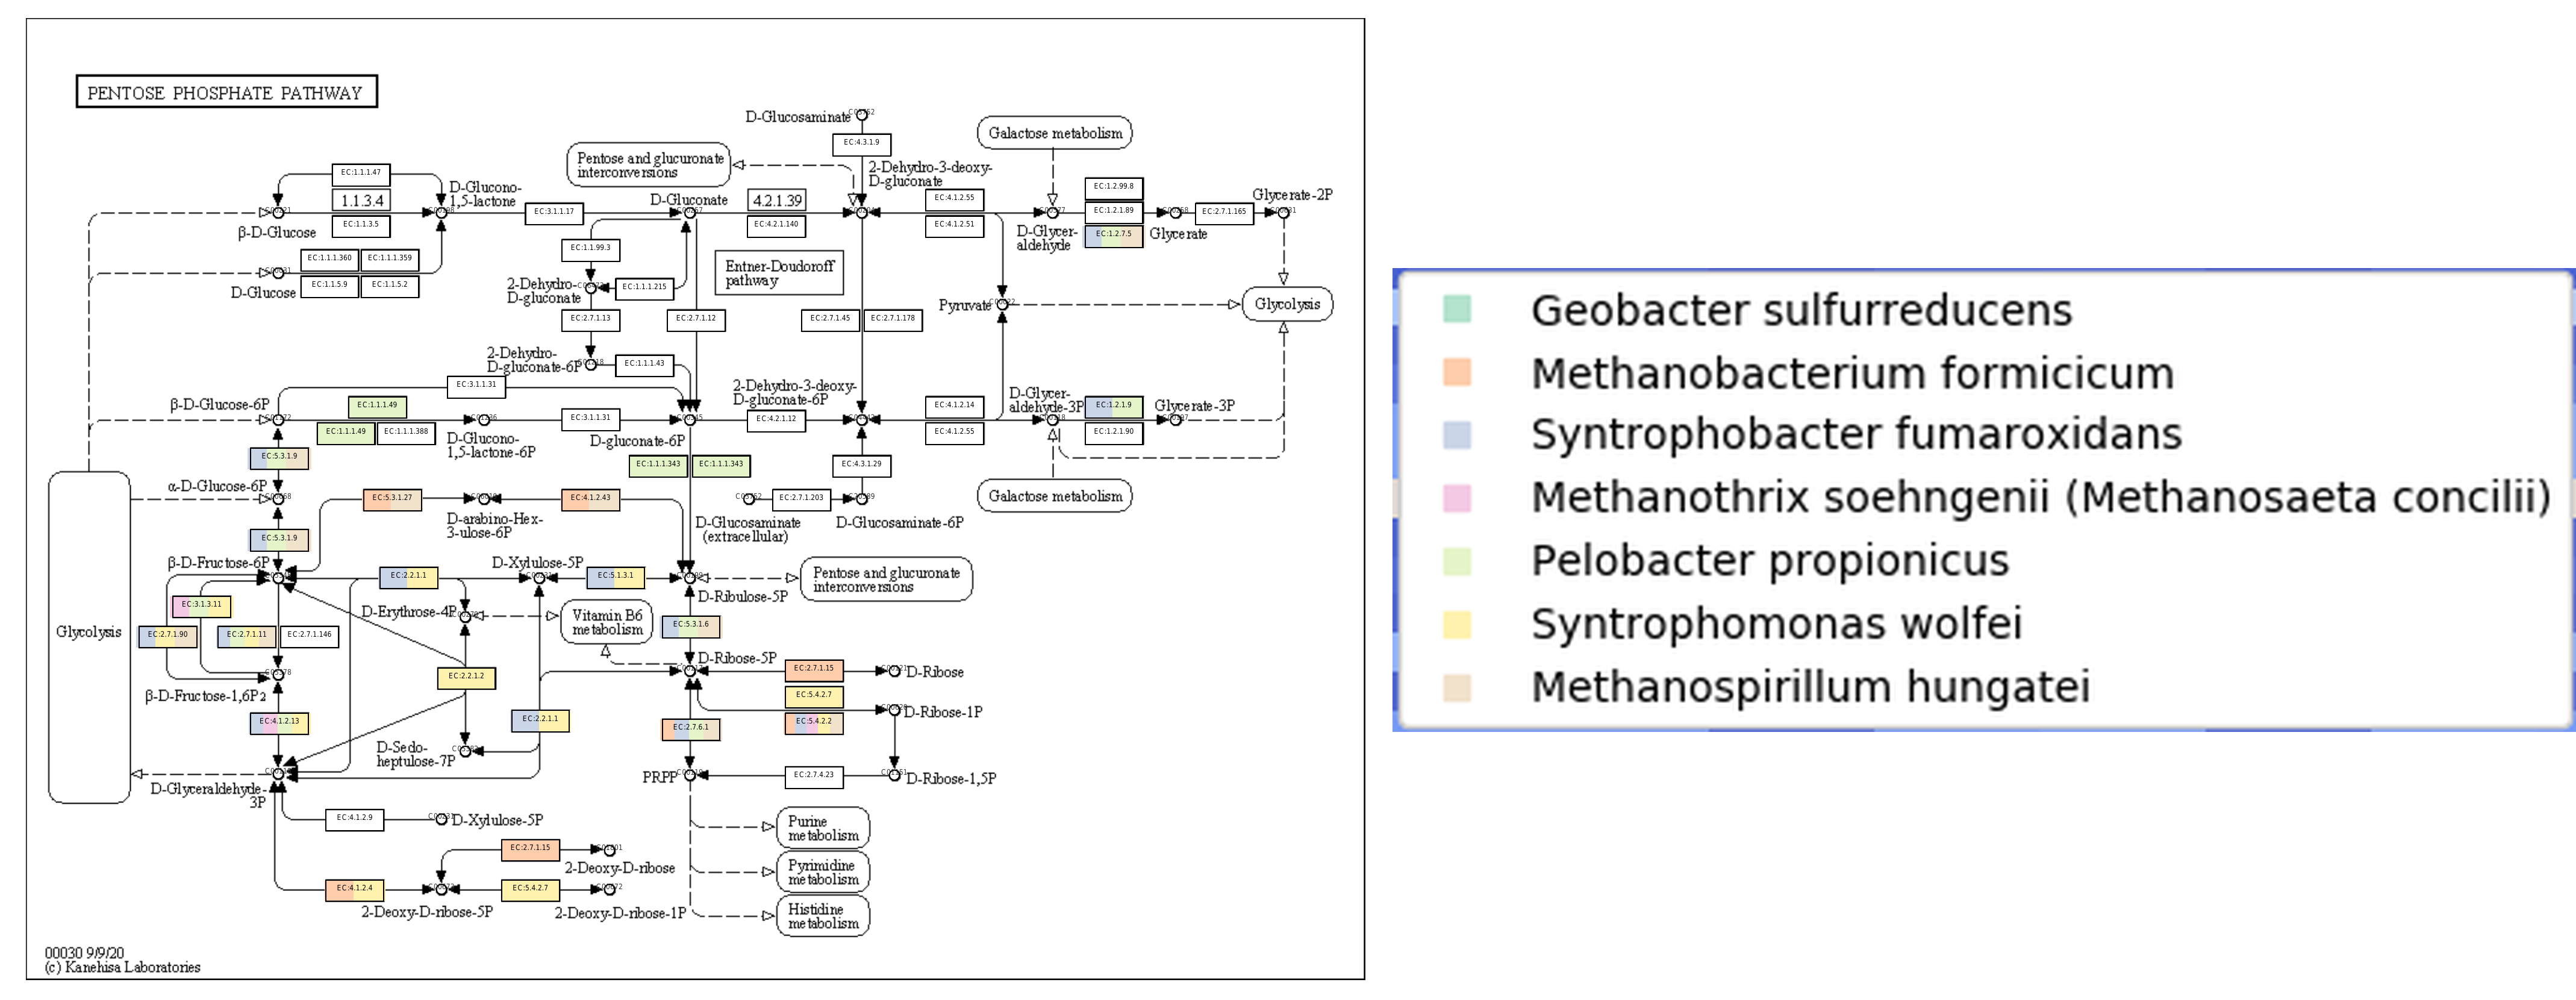 PENTOSE PHOSPHATE PATHWAY
D-Glucosaminate
EC:4.3.1.9
Galactose metabolism
Pentose and glucuronate
interconversions
2-Dehydro-3-deoxy-
D-gluconate
EC:1.1.1.47
1.1.3.4
EC:1.1.3.5
D-Glucono-
1,5-lactone
EC:3.1.1.17
D-Gluconate
4.2.1.39
EC:4.2.1.140
EC:4.1.2.55
EC:4.1.2.51
EC:1.2.99.8
EC:1.2.1.89
EC:1.2.7.5
EC:2.7.1.165
Glycerate-2P
β-D-Glucose
D-Glycer-
aldehyde
Glycerate
EC:1.1.1.360
EC:1.1.1.359
EC:1.1.5.9
EC:1.1.5.2
D-Glucose
EC:1.1.99.3
Entner-Doudoroff
pathway
2-Dehydro-
D-gluconate
EC:1.1.1.215
Pyruvate
Glycolysis
EC:2.7.1.13
EC:2.7.1.12
EC:2.7.1.45
EC:2.7.1.178
2-Dehydro-
D-gluconate-6P
EC:1.1.1.43
EC:3.1.1.31
2-Dehydro-3-deoxy-
D-gluconate-6P
D-Glycer-
aldehyde-3P
β-D-Glucose-6P
EC:1.1.1.49
EC:1.1.1.49
EC:1.1.1.388
D-Glucono-
1,5-lactone-6P
EC:3.1.1.31
D-gluconate-6P
EC:4.2.1.12
EC:4.1.2.14
EC:4.1.2.55
EC:1.2.1.9
EC:1.2.1.90
Glycerate-3P
EC:5.3.1.9
EC:1.1.1.343
EC:1.1.1.343
EC:4.3.1.29
α-D-Glucose-6P
EC:5.3.1.27
EC:4.1.2.43
EC:2.7.1.203
Galactose metabolism
D-arabino-Hex-
3-ulose-6P
D-Glucosaminate
(extracellular)
D-Glucosaminate-6P
EC:5.3.1.9
β-D-Fructose-6P
EC:2.2.1.1
D-Xylulose-5P
EC:5.1.3.1
Pentose and glucuronate
interconversions
D-Ribulose-5P
EC:3.1.3.11
D-Erythrose-4P
Vitamin B6
metabolism
EC:5.3.1.6
Glycolysis
EC:2.7.1.90
EC:2.7.1.11
EC:2.7.1.146
D-Ribose-5P
EC:2.7.1.15
D-Ribose
EC:2.2.1.2
β-D-Fructose-1,6P2
EC:5.4.2.7
EC:5.4.2.2
D-Ribose-1P
EC:4.1.2.13
EC:2.2.1.1
EC:2.7.6.1
D-Sedo-
heptulose-7P
PRPP
EC:2.7.4.23
D-Ribose-1,5P
D-Glyceraldehyde-
3P
EC:4.1.2.9
D-Xylulose-5P
Purine
metabolism
EC:2.7.1.15
2-Deoxy-D-ribose
Pyrimidine
metabolism
EC:4.1.2.4
EC:5.4.2.7
2-Deoxy-D-ribose-5P
2-Deoxy-D-ribose-1P
Histidine
metabolism
00030 9/9/20
(c) Kanehisa Laboratories
Geobacter sulfurreducens
Methanobacterium formicicum
Syntrophobacter fumaroxidans
Methanothrix soehngenii (Methanosaeta concilii)
Pelobacter propionicus
Syntrophomonas wolfei
Methanospirillum hungatei